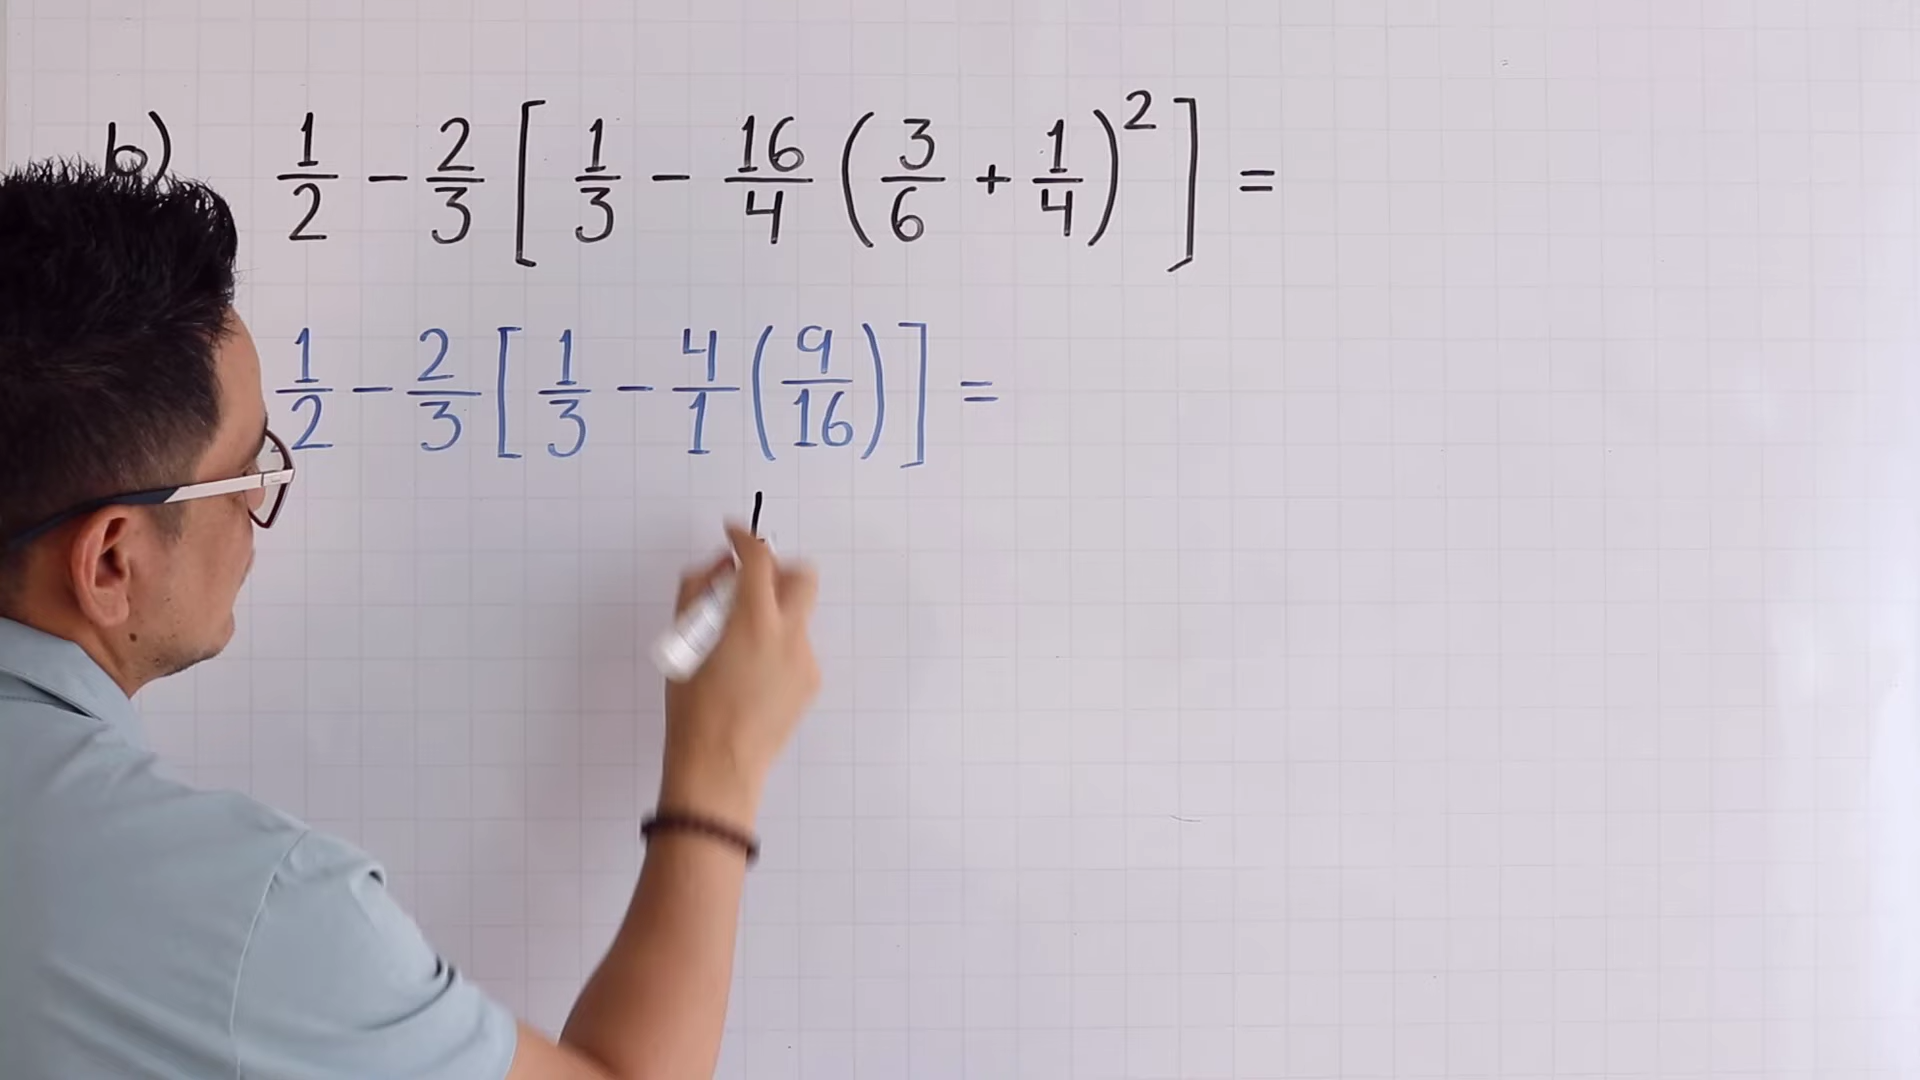 b) 1/2 - 2/3 [ 1/3 - 16/4 ( 3/6 + 1/4 )² ] =
1/2 - 2/3 [ 1/3 - 4/1 ( 9/16 ) ] =